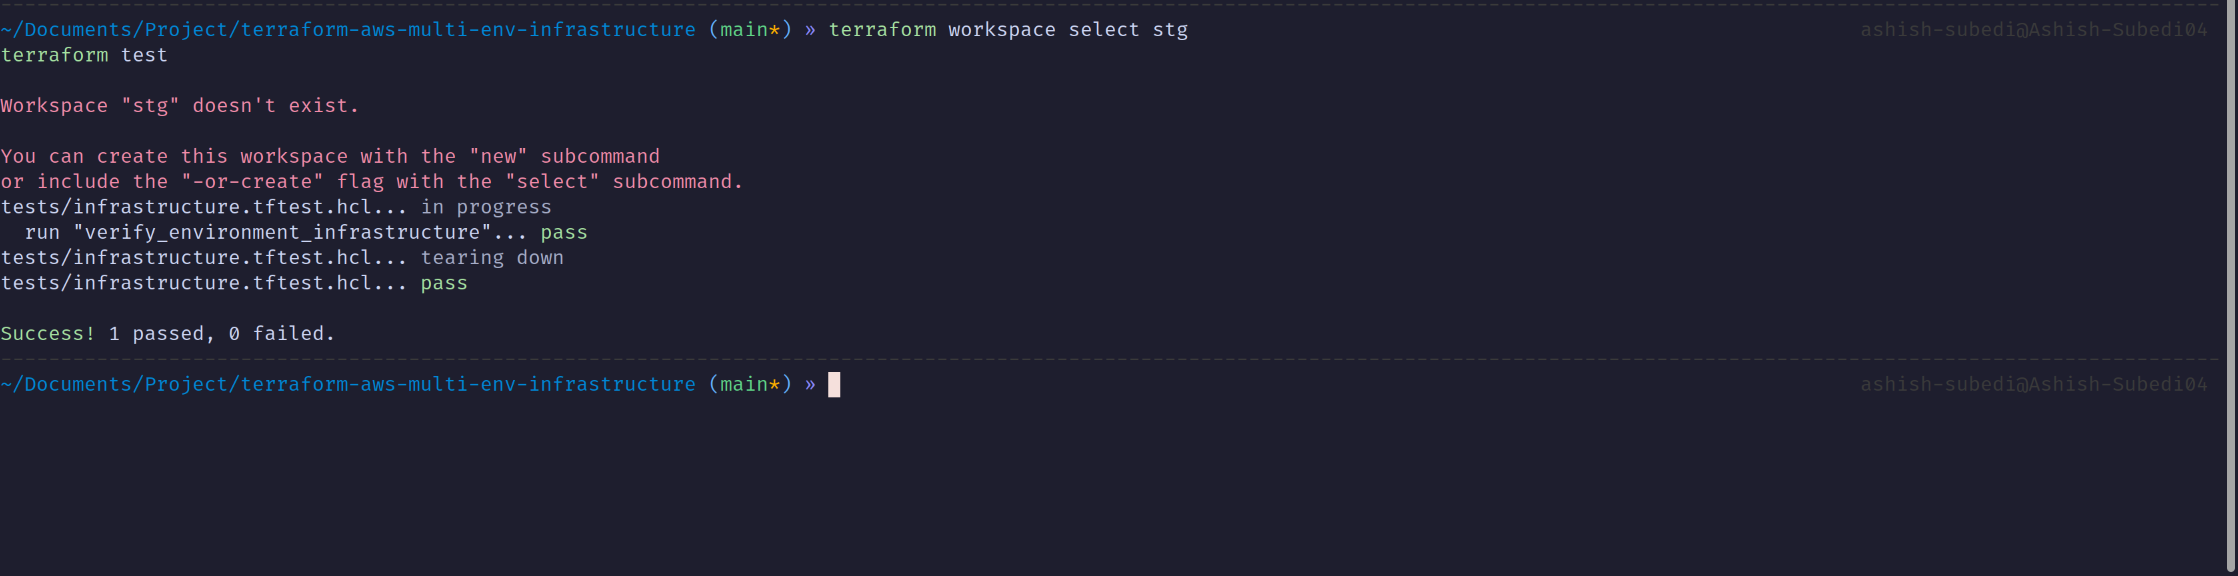 ~/Documents/Project/terraform-aws-multi-env-infrastructure (main*) » terraform workspace select stg ashish-subedi@Ashish-Subedi04
terraform test
Workspace "stg" doesn't exist.
You can create this workspace with the "new" subcommand
or include the "-or-create" flag with the "select" subcommand.
tests/infrastructure.tftest.hcl... in progress
  run "verify_environment_infrastructure"... pass
tests/infrastructure.tftest.hcl... tearing down
tests/infrastructure.tftest.hcl... pass
Success! 1 passed, 0 failed.
~/Documents/Project/terraform-aws-multi-env-infrastructure (main*) » ashish-subedi@Ashish-Subedi04